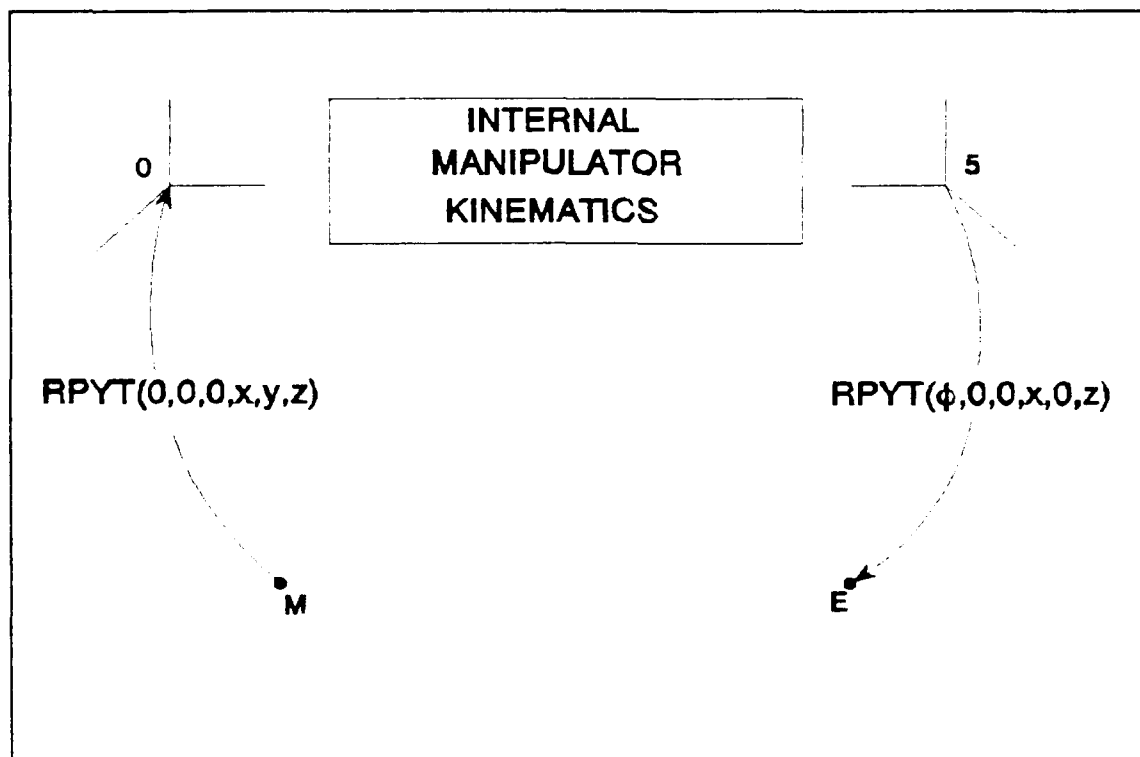 INTERNAL
MANIPULATOR
KINEMATICS
0
5
RPYT(0,0,0,x,y,z)
RPYT(ϕ,0,0,x,0,z)
M
E